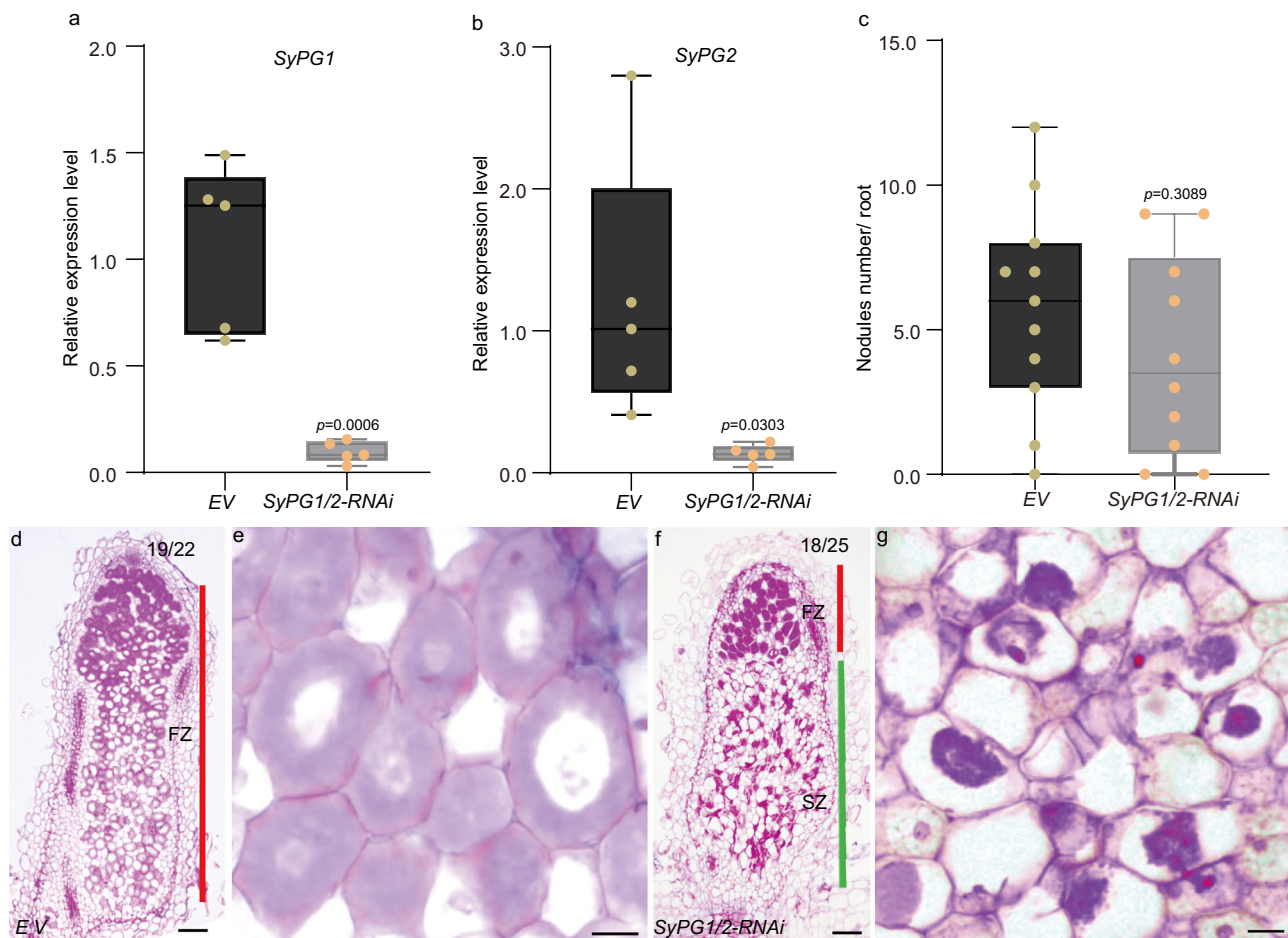 a
SyPG1
Relative expression level
2.0
1.5
1.0
0.5
0.0
p=0.0006
EV
SyPG1/2-RNAi
b
SyPG2
Relative expression level
3.0
2.0
1.0
0.0
p=0.0303
EV
SyPG1/2-RNAi
c
Nodules number/ root
15.0
10.0
5.0
0.0
p=0.3089
EV
SyPG1/2-RNAi
d
19/22
FZ
EV
e
f
18/25
FZ
SZ
SyPG1/2-RNAi
g